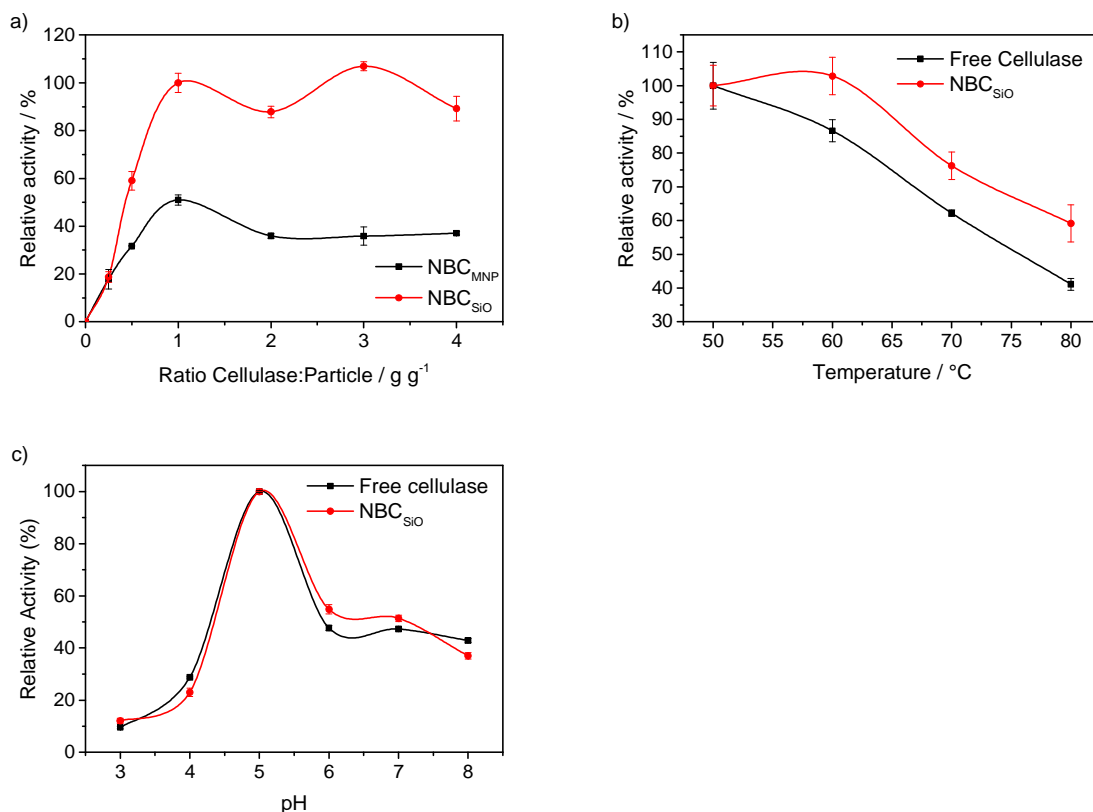 a)
120
100
80
60
40
20
0
Relative activity / %
NBC_MNP
NBC_SiO
0 1 2 3 4
Ratio Cellulase:Particle / g g⁻¹
b)
110
100
90
80
70
60
50
40
30
Relative activity / %
Free Cellulase
NBC_SiO
50 55 60 65 70 75 80
Temperature / °C
c)
100
80
60
40
20
0
Relative Activity (%)
Free cellulase
NBC_SiO
3 4 5 6 7 8
pH